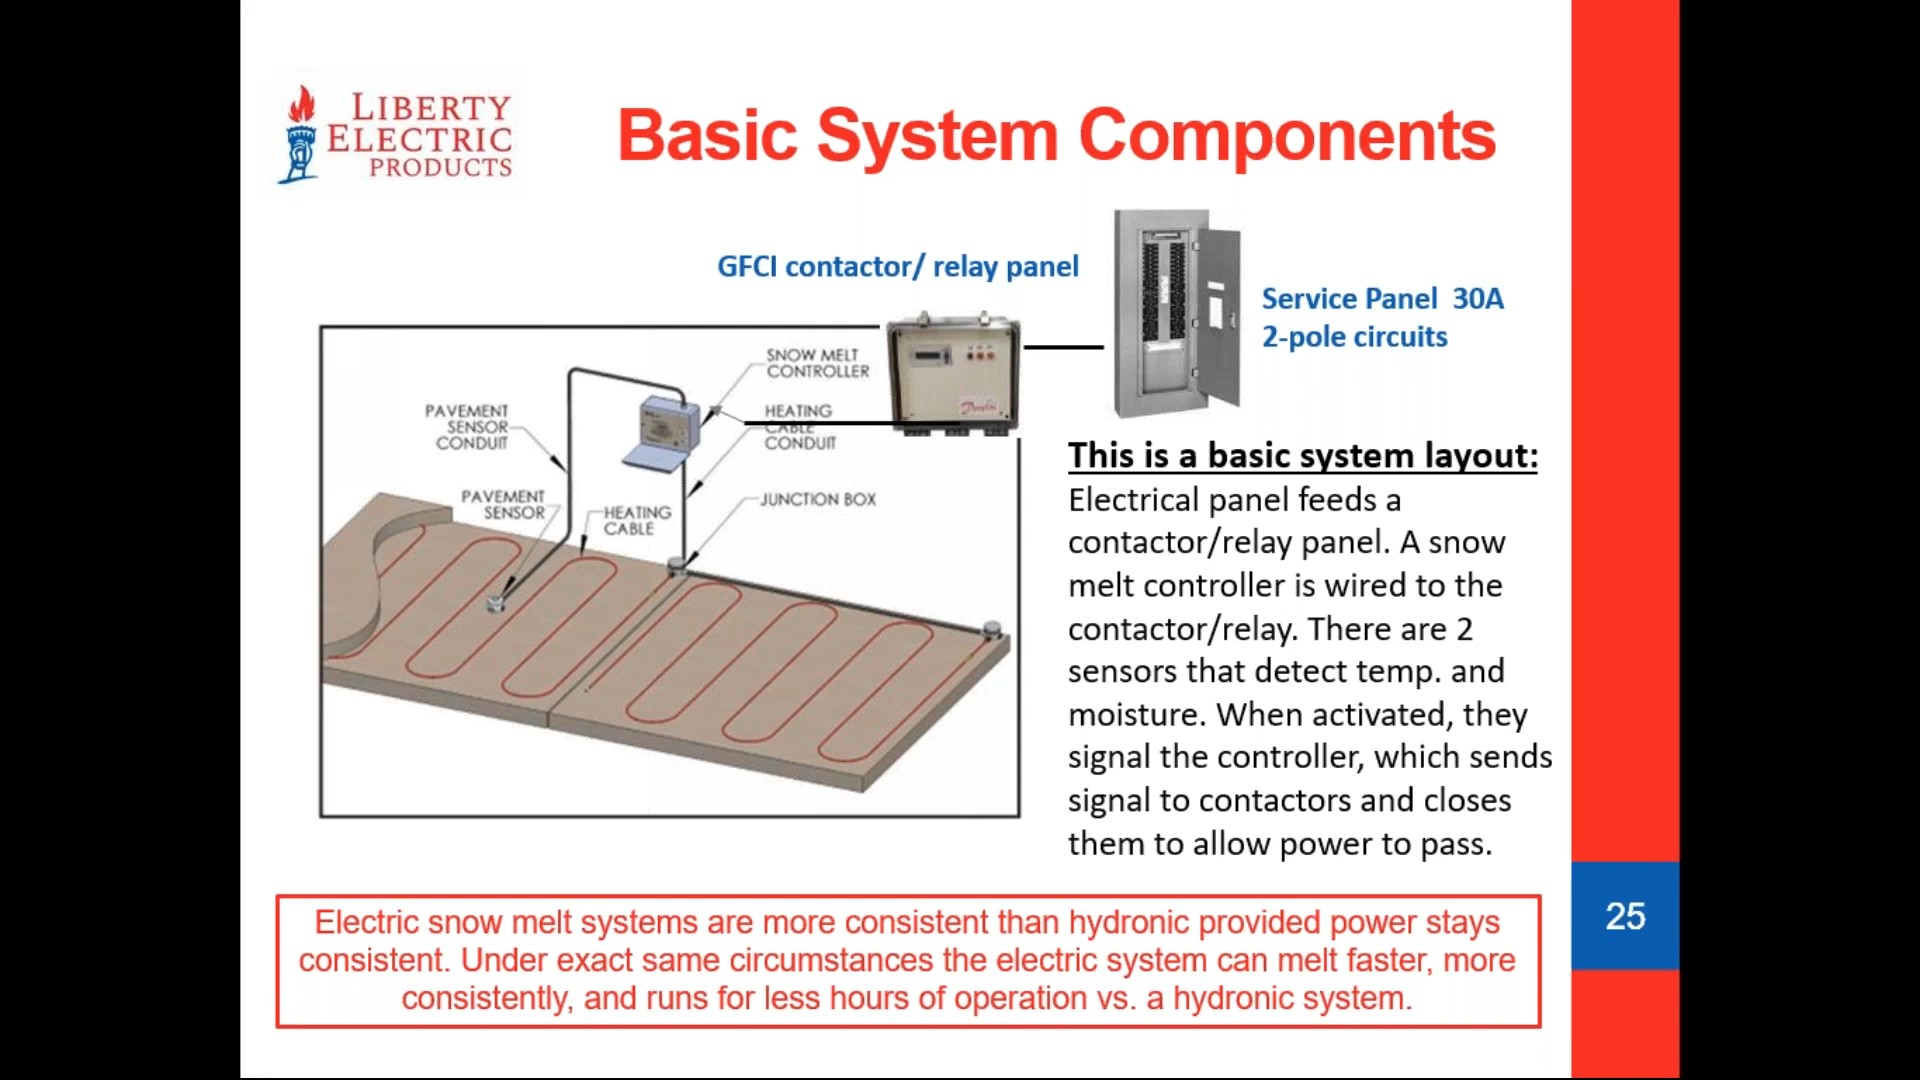 LIBERTY
ELECTRIC
PRODUCTS
Basic System Components
GFCI contactor/ relay panel
Service Panel 30A
2-pole circuits
SNOW MELT
CONTROLLER
PAVEMENT
SENSOR
CONDUIT
HEATING
CABLE
CONDUIT
PAVEMENT
SENSOR
HEATING
CABLE
JUNCTION BOX
Danfoss
This is a basic system layout:
Electrical panel feeds a
contactor/relay panel. A snow
melt controller is wired to the
contactor/relay. There are 2
sensors that detect temp. and
moisture. When activated, they
signal the controller, which sends
signal to contactors and closes
them to allow power to pass.
Electric snow melt systems are more consistent than hydronic provided power stays
consistent. Under exact same circumstances the electric system can melt faster, more
consistently, and runs for less hours of operation vs. a hydronic system.
25